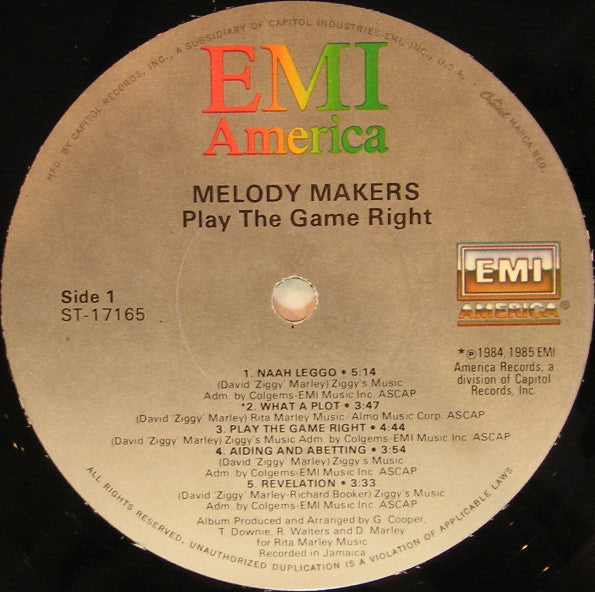 MFD. BY CAPITOL RECORDS, INC., A SUBSIDIARY OF CAPITOL INDUSTRIES-EMI, INC., U.S.A. • Capitol MARCA REG.
EMI
America
MELODY MAKERS
Play The Game Right
Side 1
ST-17165
EMI
AMERICA®
*℗1984, 1985 EMI
America Records, a
division of Capitol
Records, Inc.
1. NAAH LEGGO • 5:14
(David 'Ziggy' Marley) Ziggy's Music
Adm. by Colgems-EMI Music Inc. ASCAP
*2. WHAT A PLOT • 3:47
(David 'Ziggy' Marley) Rita Marley Music/Almo Music Corp. ASCAP
3. PLAY THE GAME RIGHT • 4:44
(David 'Ziggy' Marley) Ziggy's Music Adm. by Colgems-EMI Music Inc. ASCAP
4. AIDING AND ABETTING • 3:54
(David 'Ziggy' Marley) Ziggy's Music
Adm. by Colgems-EMI Music Inc. ASCAP
5. REVELATION • 3:33
(David 'Ziggy' Marley-Richard Booker) Ziggy's Music
Adm. by Colgems-EMI Music Inc. ASCAP
Album Produced and Arranged by G. Cooper,
T. Downie, R. Walters and D. Marley
for Rita Marley Music
Recorded in Jamaica
ALL RIGHTS RESERVED. UNAUTHORIZED DUPLICATION IS A VIOLATION OF APPLICABLE LAWS